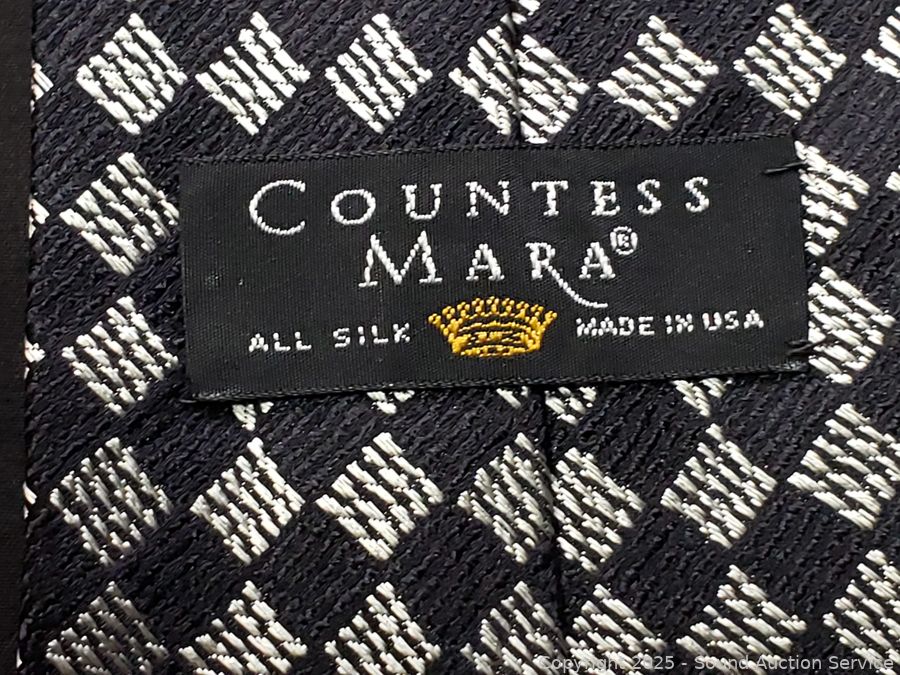 COUNTESS
MARA®
ALL SILK MADE IN USA
Copyright 2025 - Sound Auction Service